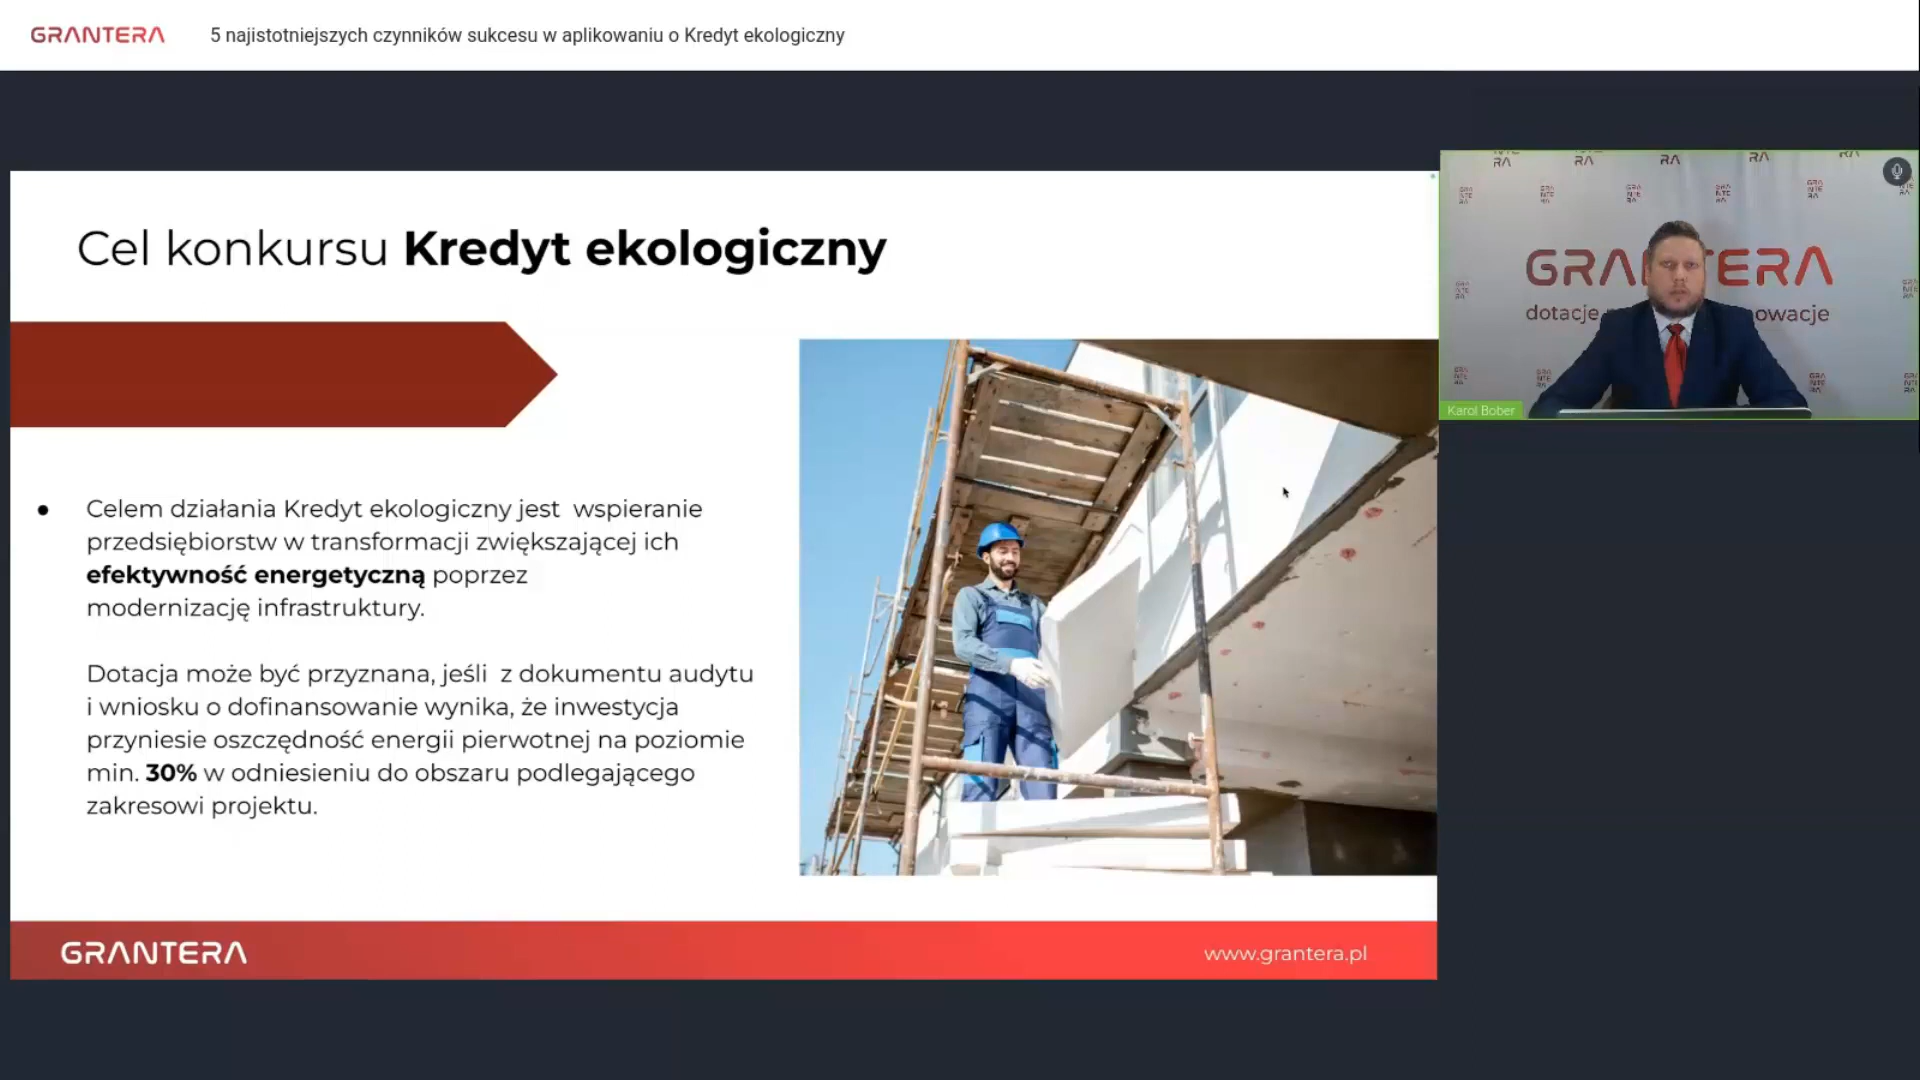 GRANTERA
5 najistotniejszych czynników sukcesu w aplikowaniu o Kredyt ekologiczny
Cel konkursu Kredyt ekologiczny
● Celem działania Kredyt ekologiczny jest wspieranie
przedsiębiorstw w transformacji zwiększającej ich
efektywność energetyczną poprzez
modernizację infrastruktury.
Dotacja może być przyznana, jeśli z dokumentu audytu
i wniosku o dofinansowanie wynika, że inwestycja
przyniesie oszczędność energii pierwotnej na poziomie
min. 30% w odniesieniu do obszaru podlegającego
zakresowi projektu.
GRANTERA
www.grantera.pl
GRANTERA
dotacje
Karol Bober